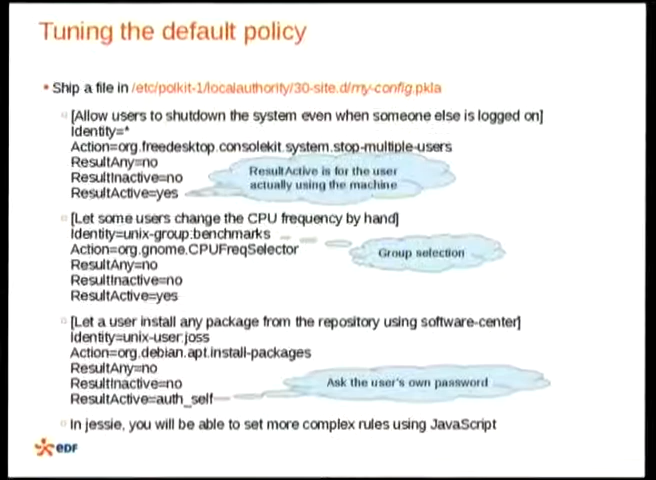 Tuning the default policy
Ship a file in /etc/polkit-1/localauthority/30-site.d/my-config.pkla
[Allow users to shutdown the system even when someone else is logged on]
Identity=*
Action=org.freedesktop.consolekit.system.stop-multiple-users
ResultAny=no
ResultInactive=no
ResultActive=yes
ResultActive is for the user
actually using the machine
[Let some users change the CPU frequency by hand]
Identity=unix-group:benchmarks
Action=org.gnome.CPUFreqSelector
ResultAny=no
ResultInactive=no
ResultActive=yes
Group selection
[Let a user install any package from the repository using software-center]
Identity=unix-user:joss
Action=org.debian.apt.install-packages
ResultAny=no
ResultInactive=no
ResultActive=auth_self
Ask the user's own password
In jessie, you will be able to set more complex rules using JavaScript
eDF